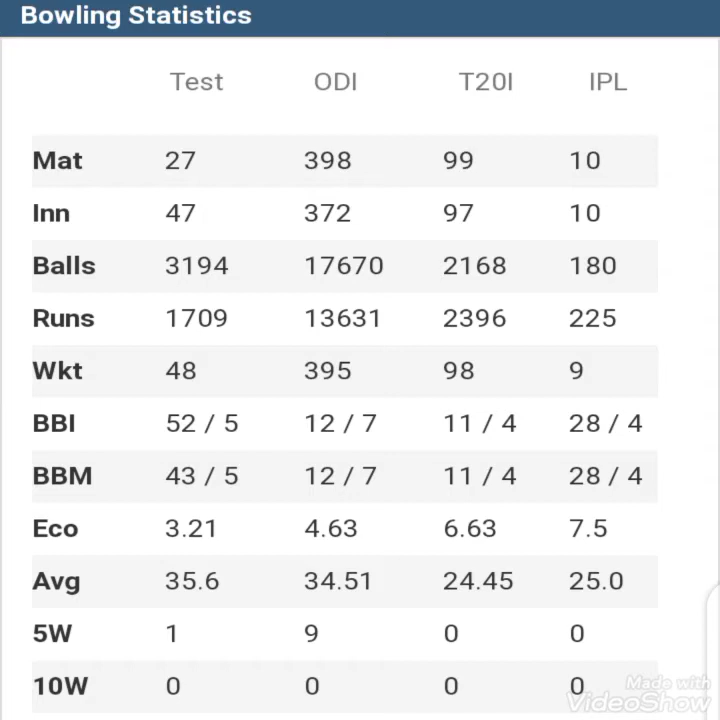 Bowling Statistics
Test ODI T20I IPL
Mat 27 398 99 10
Inn 47 372 97 10
Balls 3194 17670 2168 180
Runs 1709 13631 2396 225
Wkt 48 395 98 9
BBI 52 / 5 12 / 7 11 / 4 28 / 4
BBM 43 / 5 12 / 7 11 / 4 28 / 4
Eco 3.21 4.63 6.63 7.5
Avg 35.6 34.51 24.45 25.0
5W 1 9 0 0
10W 0 0 0 0
Made with
VideoShow